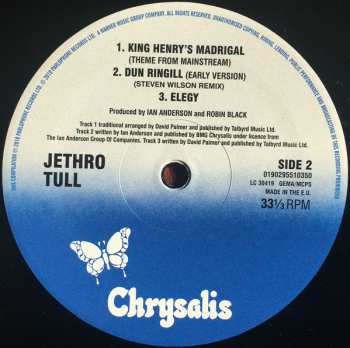 1. KING HENRY'S MADRIGAL
(THEME FROM MAINSTREAM)
2. DUN RINGILL (EARLY VERSION)
(STEVEN WILSON REMIX)
3. ELEGY
Produced by IAN ANDERSON and ROBIN BLACK
Track 1 traditional arranged by David Palmer and published by Talbyrd Music Ltd.
Track 2 written by Ian Anderson and published by BMG Chrysalis under licence from
The Ian Anderson Group Of Companies. Track 3 written by David Palmer and published by Talbyrd Music Ltd.
JETHRO
TULL
SIDE 2
0190295510350
LC 30419 GEMA/MCPS
MADE IN THE E.U.
33⅓ RPM
Chrysalis